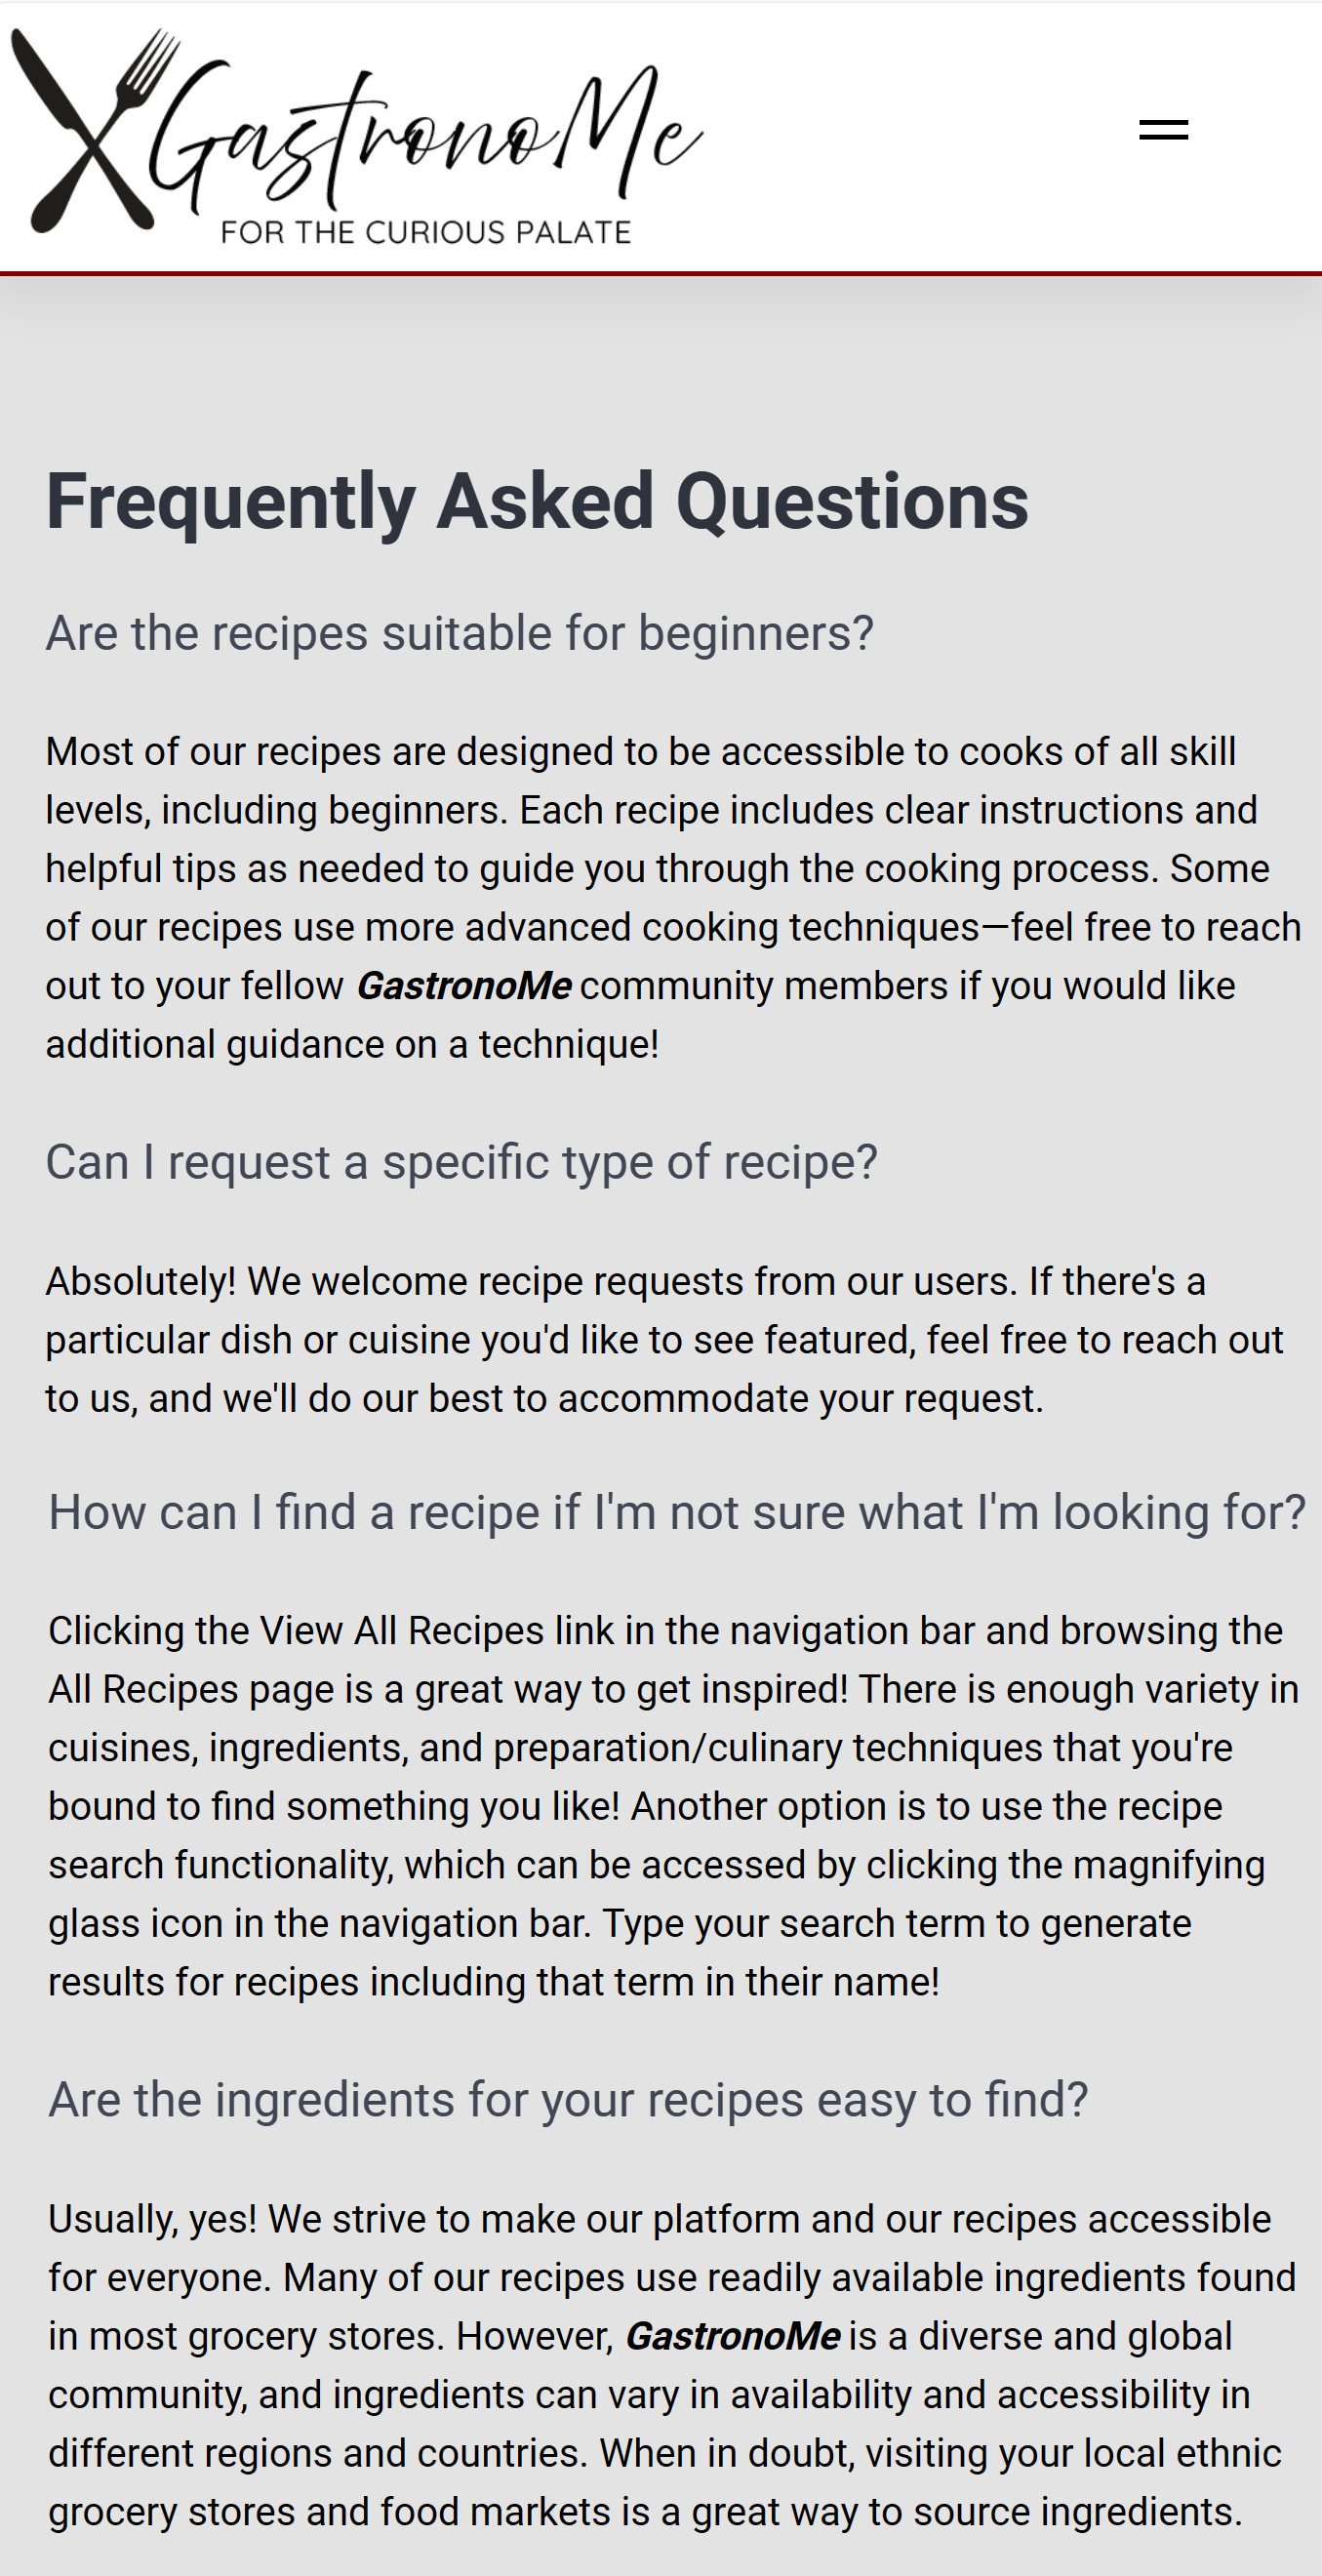 GastronoMe
FOR THE CURIOUS PALATE
Frequently Asked Questions
Are the recipes suitable for beginners?
Most of our recipes are designed to be accessible to cooks of all skill
levels, including beginners. Each recipe includes clear instructions and
helpful tips as needed to guide you through the cooking process. Some
of our recipes use more advanced cooking techniques—feel free to reach
out to your fellow GastronoMe community members if you would like
additional guidance on a technique!
Can I request a specific type of recipe?
Absolutely! We welcome recipe requests from our users. If there's a
particular dish or cuisine you'd like to see featured, feel free to reach out
to us, and we'll do our best to accommodate your request.
How can I find a recipe if I'm not sure what I'm looking for?
Clicking the View All Recipes link in the navigation bar and browsing the
All Recipes page is a great way to get inspired! There is enough variety in
cuisines, ingredients, and preparation/culinary techniques that you're
bound to find something you like! Another option is to use the recipe
search functionality, which can be accessed by clicking the magnifying
glass icon in the navigation bar. Type your search term to generate
results for recipes including that term in their name!
Are the ingredients for your recipes easy to find?
Usually, yes! We strive to make our platform and our recipes accessible
for everyone. Many of our recipes use readily available ingredients found
in most grocery stores. However, GastronoMe is a diverse and global
community, and ingredients can vary in availability and accessibility in
different regions and countries. When in doubt, visiting your local ethnic
grocery stores and food markets is a great way to source ingredients.